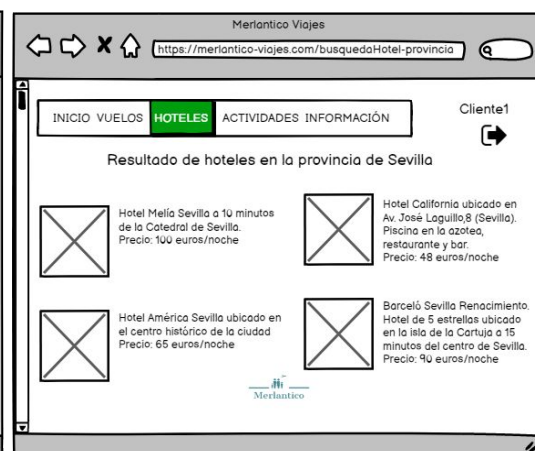 Merlantico Viajes
https://merlantico-viajes.com/busquedaHotel-provincia
INICIO VUELOS HOTELES ACTIVIDADES INFORMACIÓN
Cliente1
Resultado de hoteles en la provincia de Sevilla
Hotel Melía Sevilla a 10 minutos
de la Catedral de Sevilla.
Precio: 100 euros/noche
Hotel California ubicado en
Av. José Laguillo,8 (Sevilla).
Piscina en la azotea,
restaurante y bar.
Precio: 48 euros/noche
Hotel América Sevilla ubicado en
el centro histórico de la ciudad
Precio: 65 euros/noche
Barceló Sevilla Renacimiento.
Hotel de 5 estrellas ubicado
en la isla de la Cartuja a 15
minutos del centro de Sevilla.
Precio: 90 euros/noche
Merlantico